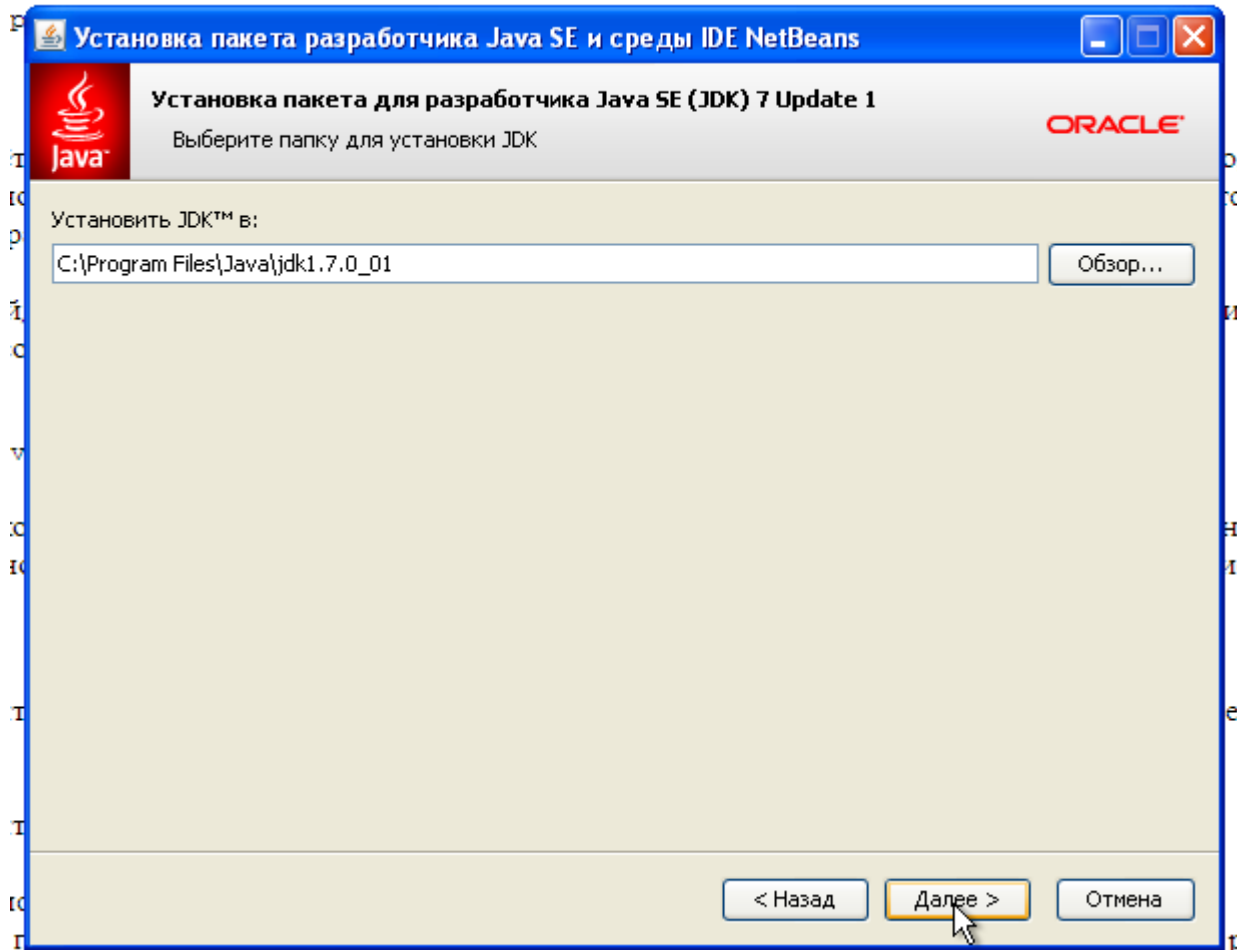 Установка пакета разработчика Java SE и среды IDE NetBeans
Установка пакета для разработчика Java SE (JDK) 7 Update 1
Выберите папку для установки JDK
Java™
ORACLE®
Установить JDK™ в:
C:\Program Files\Java\jdk1.7.0_01
Обзор...
< Назад
Далее >
Отмена